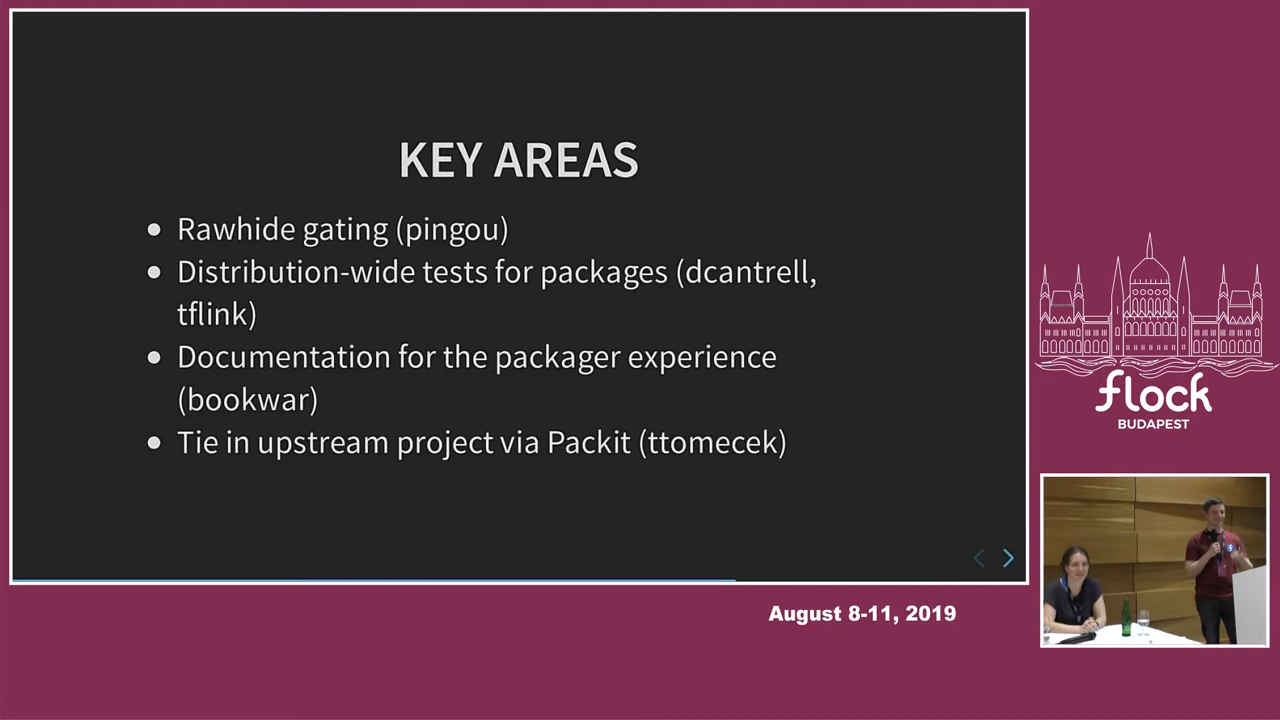 KEY AREAS
Rawhide gating (pingou)
Distribution-wide tests for packages (dcantrell,
tflink)
Documentation for the packager experience
(bookwar)
Tie in upstream project via Packit (ttomecek)
flock
BUDAPEST
August 8-11, 2019